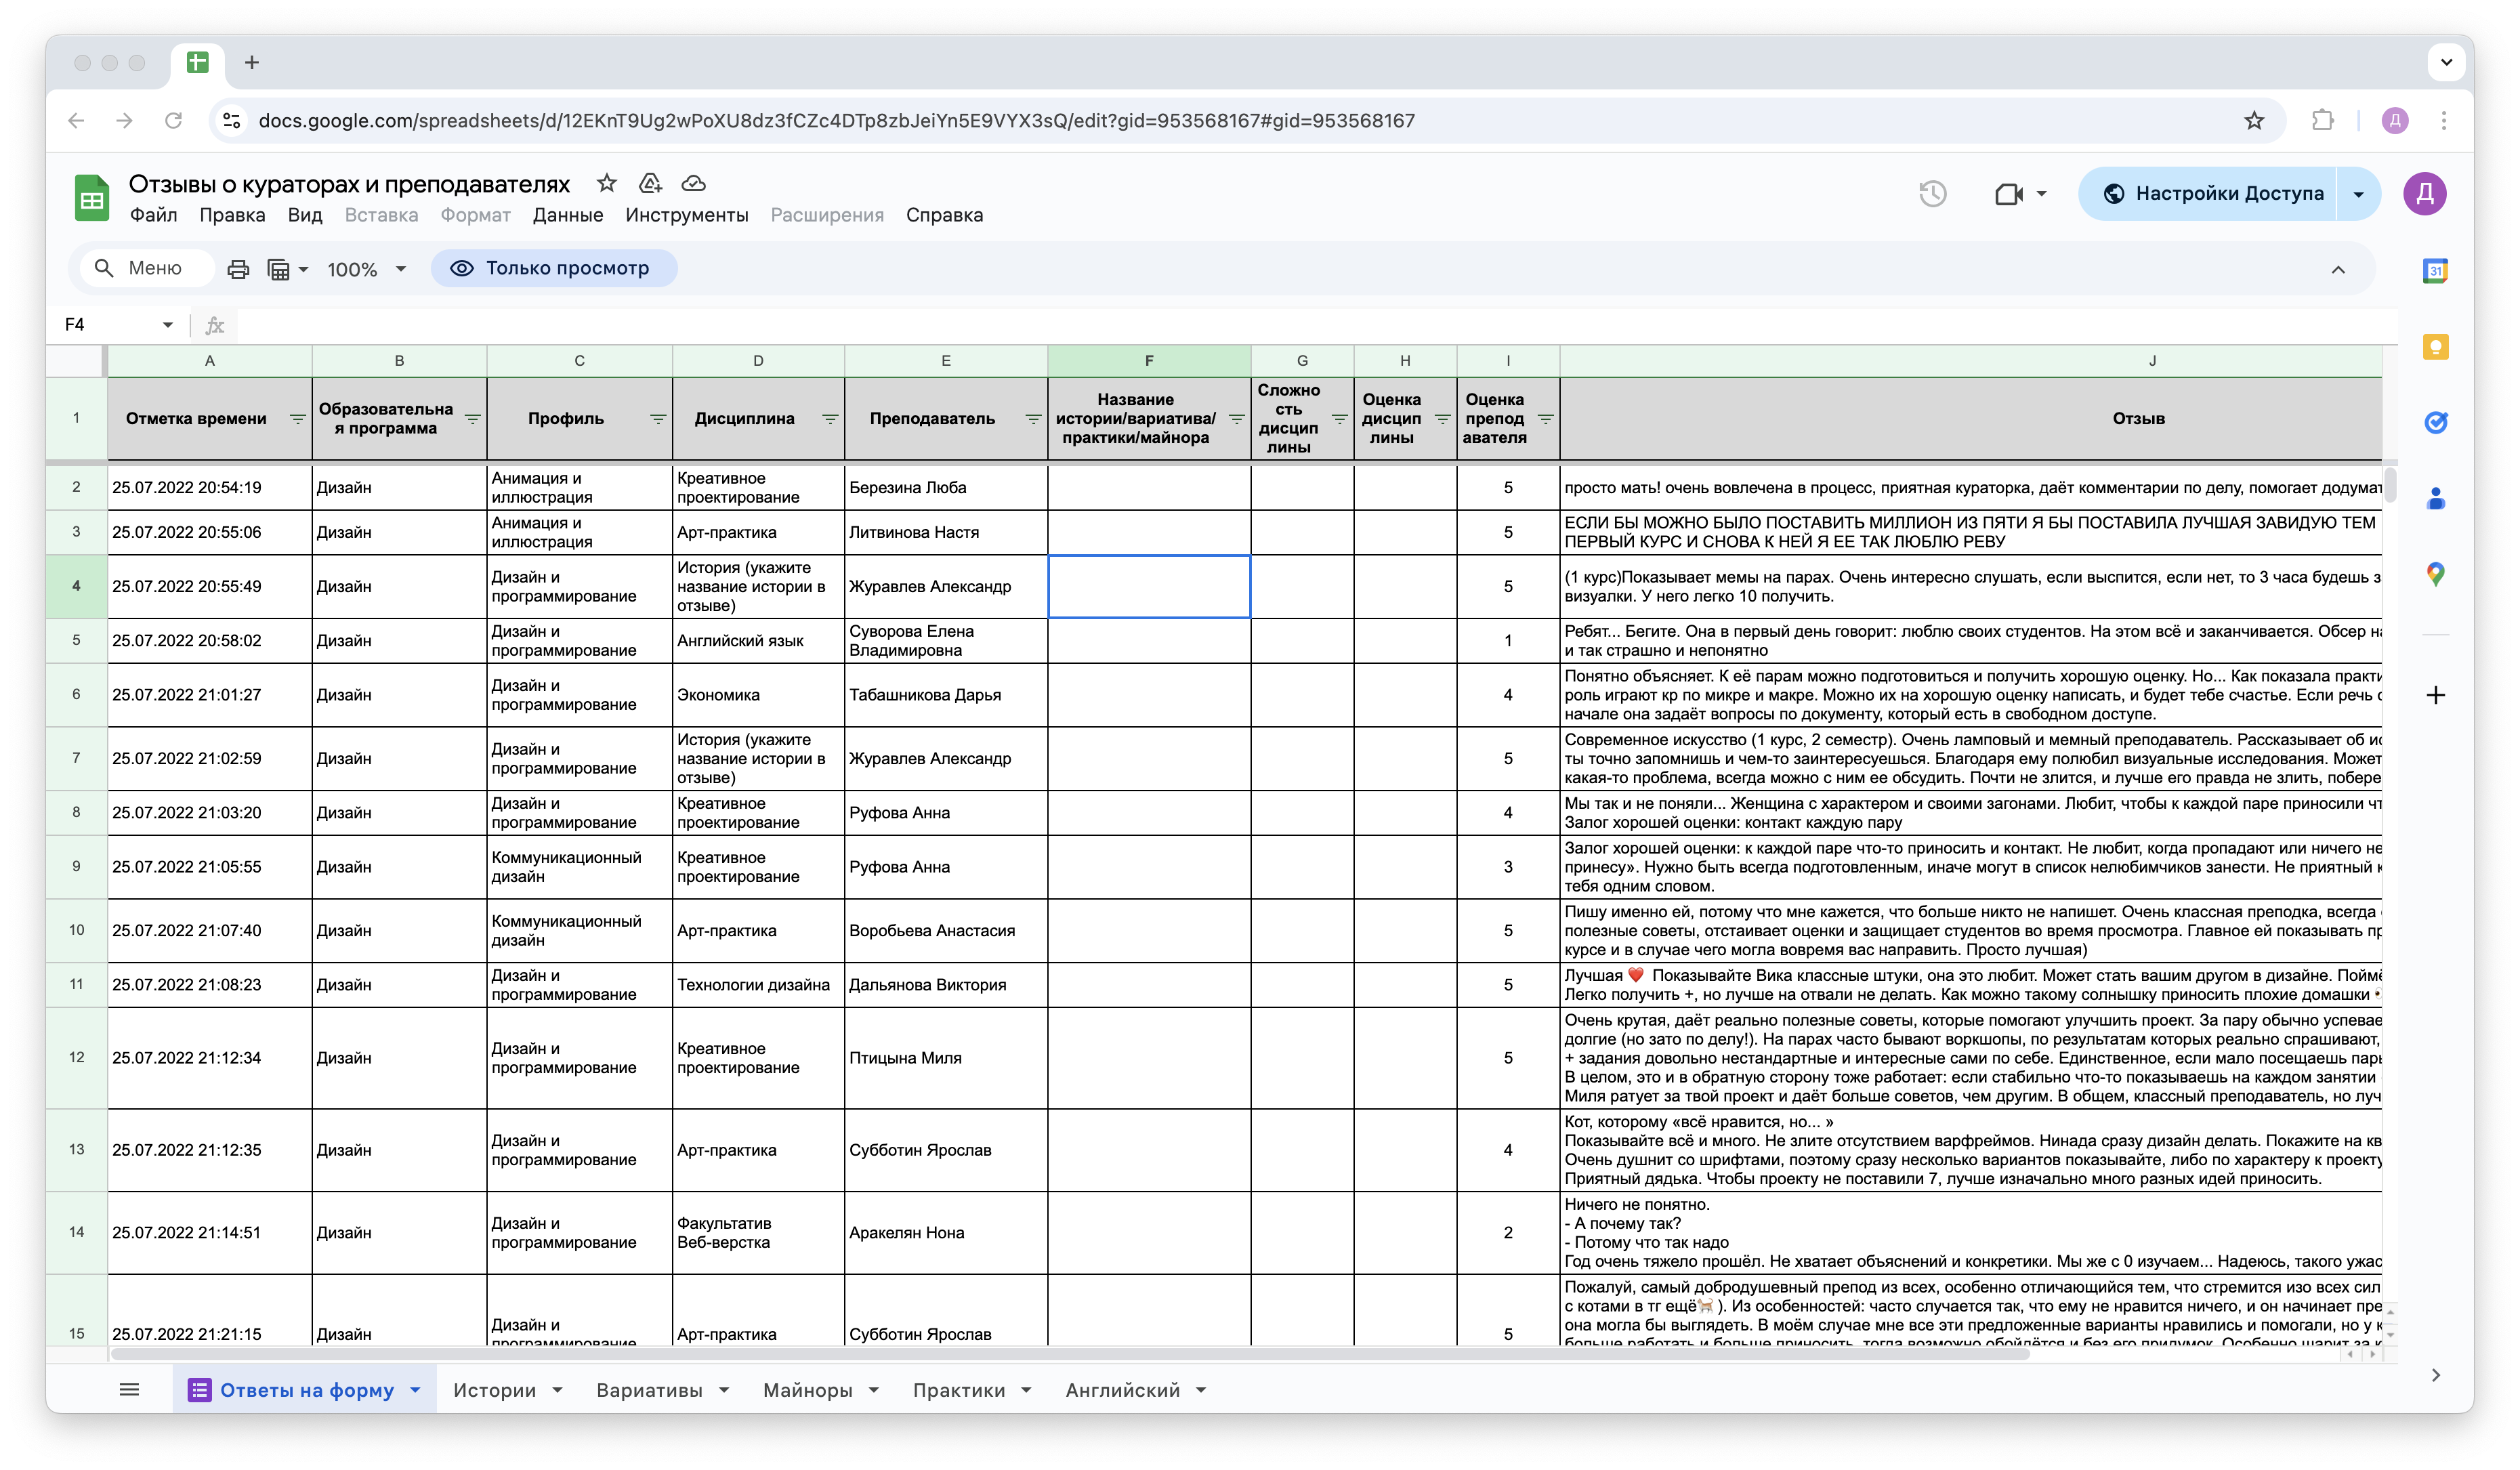 docs.google.com/spreadsheets/d/12EKnT9Ug2wPoXU8dz3fCZc4DTp8zbJeiYn5E9VYX3sQ/edit?gid=953568167#gid=953568167
Д
Отзывы о кураторах и преподавателях
Файл Правка Вид Вставка Формат Данные Инструменты Расширения Справка
Настройки Доступа
Д
Меню 100% Только просмотр
31
F4 fx
A B C D E F G H I J
1
Отметка времени
Образовательна
я программа
Профиль
Дисциплина
Преподаватель
Название
истории/вариатива/
практики/майнора
Сложно
сть
дисцип
лины
Оценка
дисцип
лины
Оценка
препод
авателя
Отзыв
2
25.07.2022 20:54:19
Дизайн
Анимация и
иллюстрация
Креативное
проектирование
Березина Люба
5
просто мать! очень вовлечена в процесс, приятная кураторка, даёт комментарии по делу, помогает додумат
3
25.07.2022 20:55:06
Дизайн
Анимация и
иллюстрация
Арт-практика
Литвинова Настя
5
ЕСЛИ БЫ МОЖНО БЫЛО ПОСТАВИТЬ МИЛЛИОН ИЗ ПЯТИ Я БЫ ПОСТАВИЛА ЛУЧШАЯ ЗАВИДУЮ ТЕМ
ПЕРВЫЙ КУРС И СНОВА К НЕЙ Я ЕЕ ТАК ЛЮБЛЮ РЕВУ
4
25.07.2022 20:55:49
Дизайн
Дизайн и
программирование
История (укажите
название истории в
отзыве)
Журавлев Александр
5
(1 курс)Показывает мемы на парах. Очень интересно слушать, если выспится, если нет, то 3 часа будешь з
визуалки. У него легко 10 получить.
5
25.07.2022 20:58:02
Дизайн
Дизайн и
программирование
Английский язык
Суворова Елена
Владимировна
1
Ребят... Бегите. Она в первый день говорит: люблю своих студентов. На этом всё и заканчивается. Обсер на
и так страшно и непонятно
6
25.07.2022 21:01:27
Дизайн
Дизайн и
программирование
Экономика
Табашникова Дарья
4
Понятно объясняет. К её парам можно подготовиться и получить хорошую оценку. Но... Как показала практи
роль играют кр по микре и макре. Можно их на хорошую оценку написать, и будет тебе счастье. Если речь о
начале она задаёт вопросы по документу, который есть в свободном доступе.
7
25.07.2022 21:02:59
Дизайн
Дизайн и
программирование
История (укажите
название истории в
отзыве)
Журавлев Александр
5
Современное искусство (1 курс, 2 семестр). Очень ламповый и мемный преподаватель. Рассказывает об ис
ты точно запомнишь и чем-то заинтересуешься. Благодаря ему полюбил визуальные исследования. Может
какая-то проблема, всегда можно с ним ее обсудить. Почти не злится, и лучше его правда не злить, побере
8
25.07.2022 21:03:20
Дизайн
Дизайн и
программирование
Креативное
проектирование
Руфова Анна
4
Мы так и не поняли... Женщина с характером и своими загонами. Любит, чтобы к каждой паре приносили чт
Залог хорошей оценки: контакт каждую пару
9
25.07.2022 21:05:55
Дизайн
Коммуникационный
дизайн
Креативное
проектирование
Руфова Анна
3
Залог хорошей оценки: к каждой паре что-то приносить и контакт. Не любит, когда пропадают или ничего не
принесу». Нужно быть всегда подготовленным, иначе могут в список нелюбимчиков занести. Не приятный к
тебя одним словом.
10
25.07.2022 21:07:40
Дизайн
Коммуникационный
дизайн
Арт-практика
Воробьева Анастасия
5
Пишу именно ей, потому что мне кажется, что больше никто не напишет. Очень классная преподка, всегда
полезные советы, отстаивает оценки и защищает студентов во время просмотра. Главное ей показывать пр
курсе и в случае чего могла вовремя вас направить. Просто лучшая)
11
25.07.2022 21:08:23
Дизайн
Дизайн и
программирование
Технологии дизайна
Дальянова Виктория
5
Лучшая ❤️ Показывайте Вика классные штуки, она это любит. Может стать вашим другом в дизайне. Поймё
Легко получить +, но лучше на отвали не делать. Как можно такому солнышку приносить плохие домашки
12
25.07.2022 21:12:34
Дизайн
Дизайн и
программирование
Креативное
проектирование
Птицына Миля
5
Очень крутая, даёт реально полезные советы, которые помогают улучшить проект. За пару обычно успевае
долгие (но зато по делу!). На парах часто бывают воркшопы, по результатам которых реально спрашивают,
+ задания довольно нестандартные и интересные сами по себе. Единственное, если мало посещаешь пары
В целом, это и в обратную сторону тоже работает: если стабильно что-то показываешь на каждом занятии
Миля ратует за твой проект и даёт больше советов, чем другим. В общем, классный преподаватель, но луч
13
25.07.2022 21:12:35
Дизайн
Дизайн и
программирование
Арт-практика
Субботин Ярослав
4
Кот, которому «всё нравится, но... »
Показывайте всё и много. Не злите отсутствием варфреймов. Нинада сразу дизайн делать. Покажите на кв
Очень душнит со шрифтами, поэтому сразу несколько вариантов показывайте, либо по характеру к проекту
Приятный дядька. Чтобы проекту не поставили 7, лучше изначально много разных идей приносить.
14
25.07.2022 21:14:51
Дизайн
Дизайн и
программирование
Факультатив
Веб-верстка
Аракелян Нона
2
Ничего не понятно.
- А почему так?
- Потому что так надо
Год очень тяжело прошёл. Не хватает объяснений и конкретики. Мы же с 0 изучаем... Надеюсь, такого ужас
15
25.07.2022 21:21:15
Дизайн
Дизайн и
программирование
Арт-практика
Субботин Ярослав
5
Пожалуй, самый добродушевный препод из всех, особенно отличающийся тем, что стремится изо всех сил
с котами в тг ещё🐈). Из особенностей: часто случается так, что ему не нравится ничего, и он начинает пре
она могла бы выглядеть. В моём случае мне все эти предложенные варианты нравились и помогали, но у к
больше работать и больше приносить, тогда возможно обойдётся и без его придумок. Особенно шарит за к
Ответы на форму Истории Вариативы Майноры Практики Английский